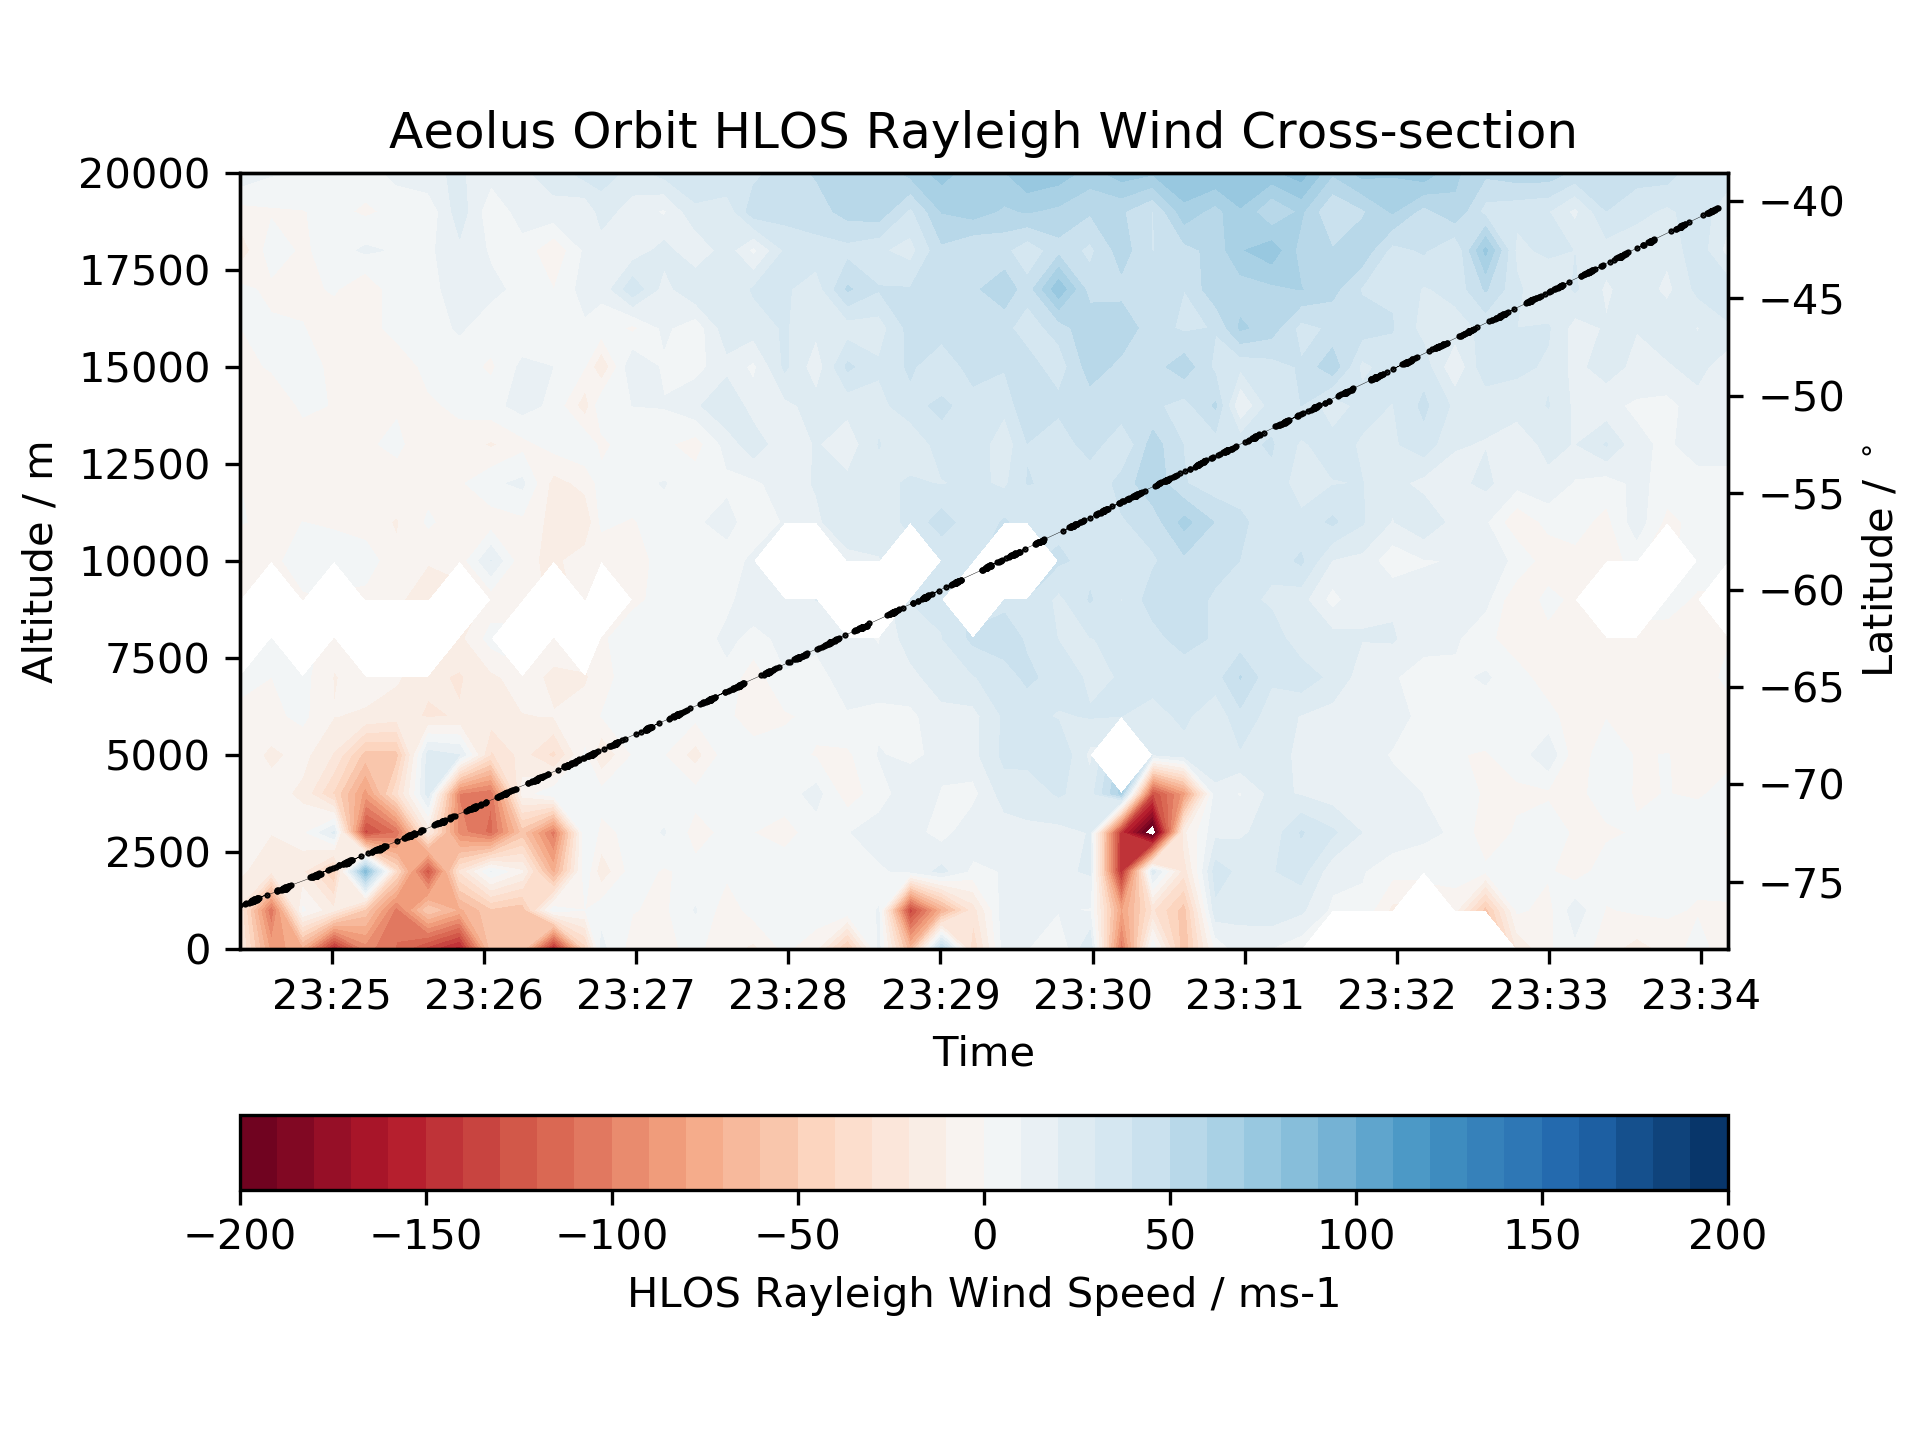 Aeolus Orbit HLOS Rayleigh Wind Cross-section
20000
17500
15000
12500
10000
7500
5000
2500
0
Altitude / m
−40
−45
−50
−55
−60
−65
−70
−75
Latitude / °
23:25 23:26 23:27 23:28 23:29 23:30 23:31 23:32 23:33 23:34
Time
−200 −150 −100 −50 0 50 100 150 200
HLOS Rayleigh Wind Speed / ms-1